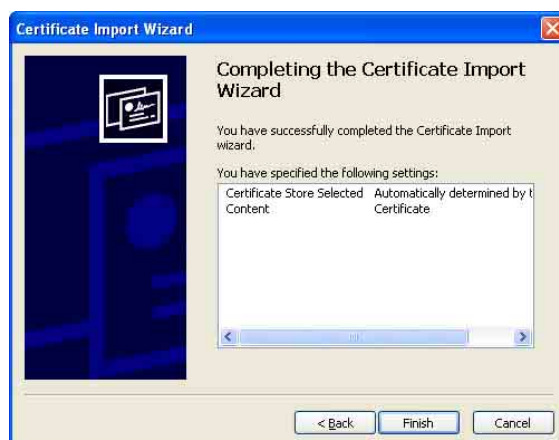 Certificate Import Wizard
Completing the Certificate Import
Wizard
You have successfully completed the Certificate Import
wizard.
You have specified the following settings:
Certificate Store Selected Automatically determined by t
Content Certificate
< Back Finish Cancel